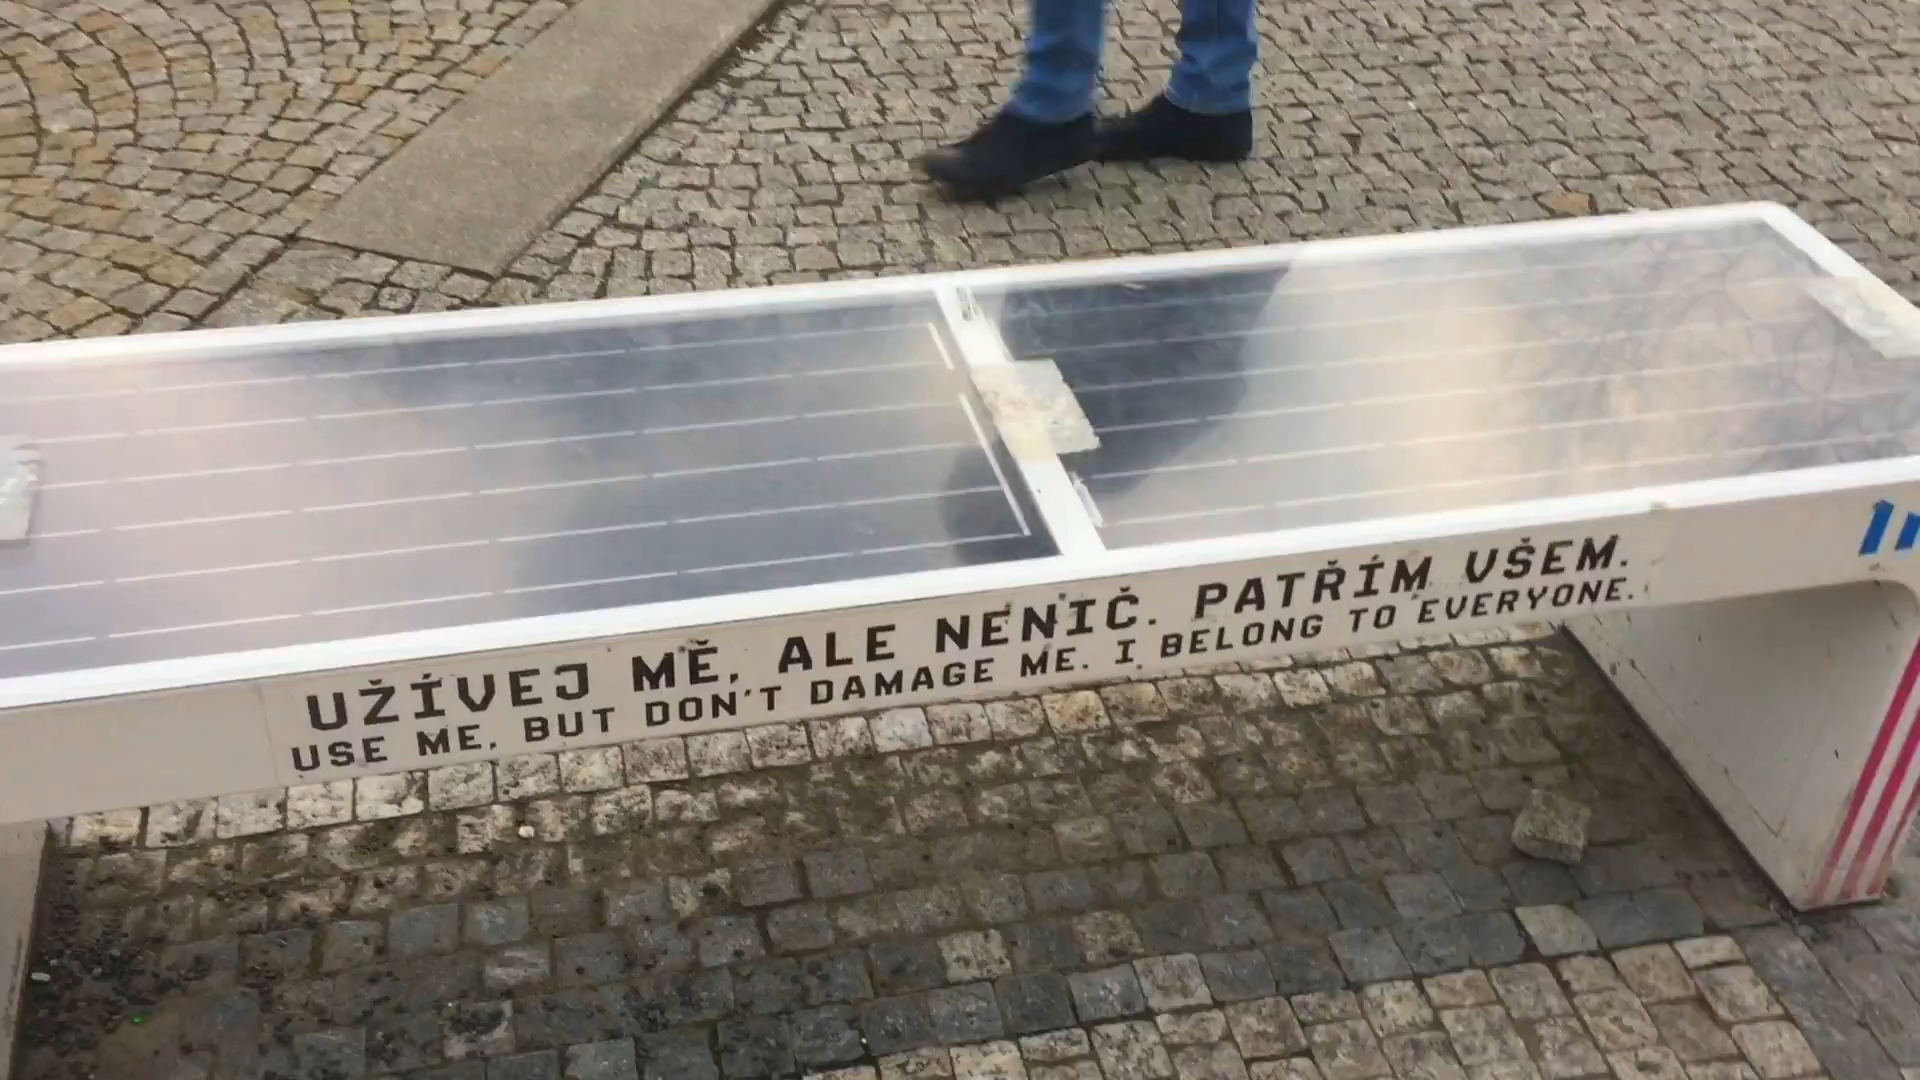 UŽÍVEJ MĚ, ALE NENIČ. PATŘÍM VŠEM.
USE ME, BUT DON'T DAMAGE ME. I BELONG TO EVERYONE.